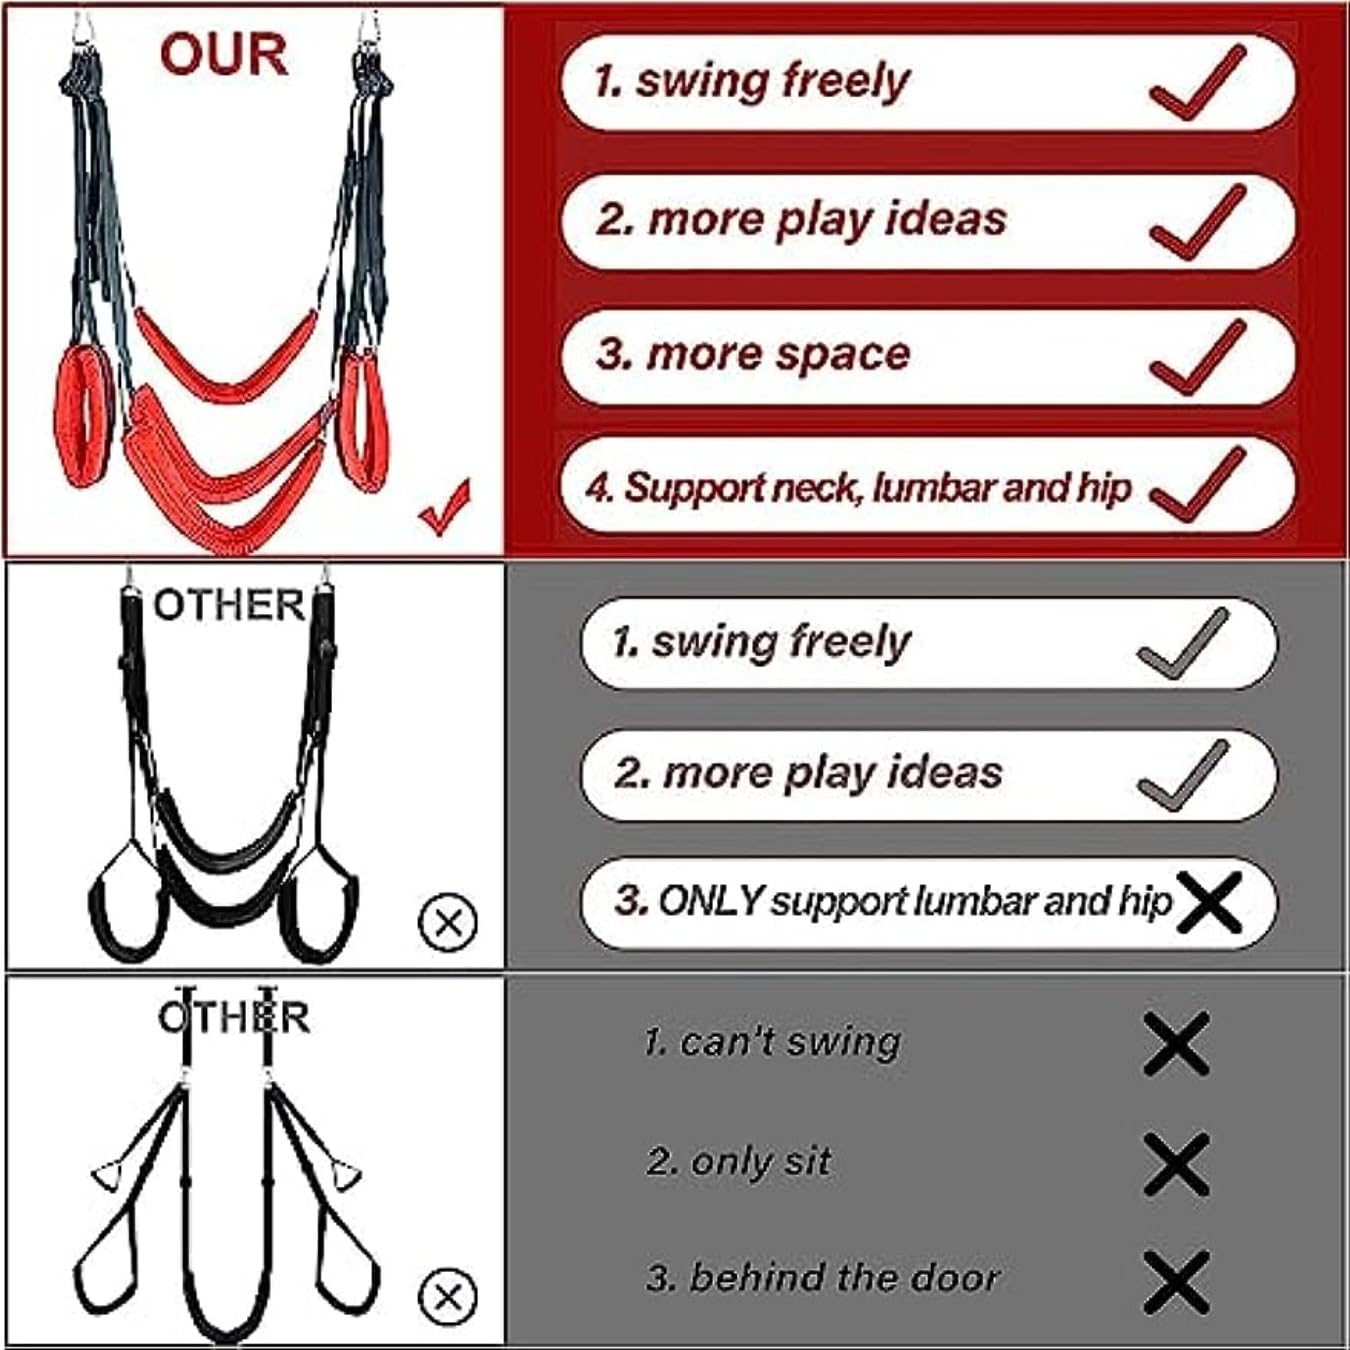 OUR
1. swing freely
2. more play ideas
3. more space
4. Support neck, lumbar and hip
OTHER
1. swing freely
2. more play ideas
3. ONLY support lumbar and hip
OTHER
1. can't swing
2. only sit
3. behind the door